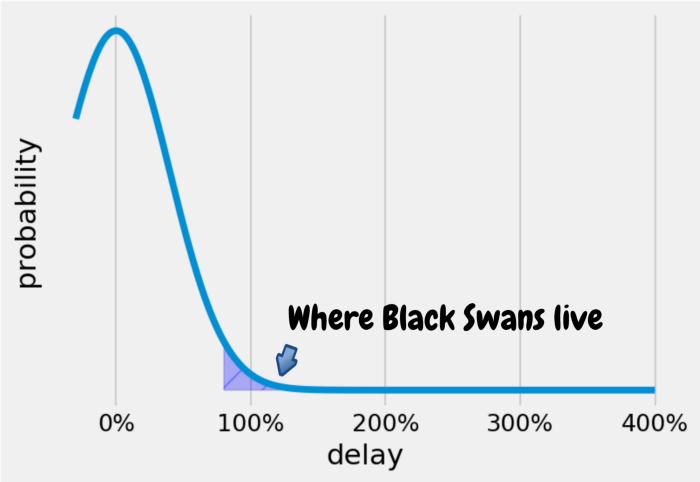 probability
Where Black Swans live
0% 100% 200% 300% 400%
delay